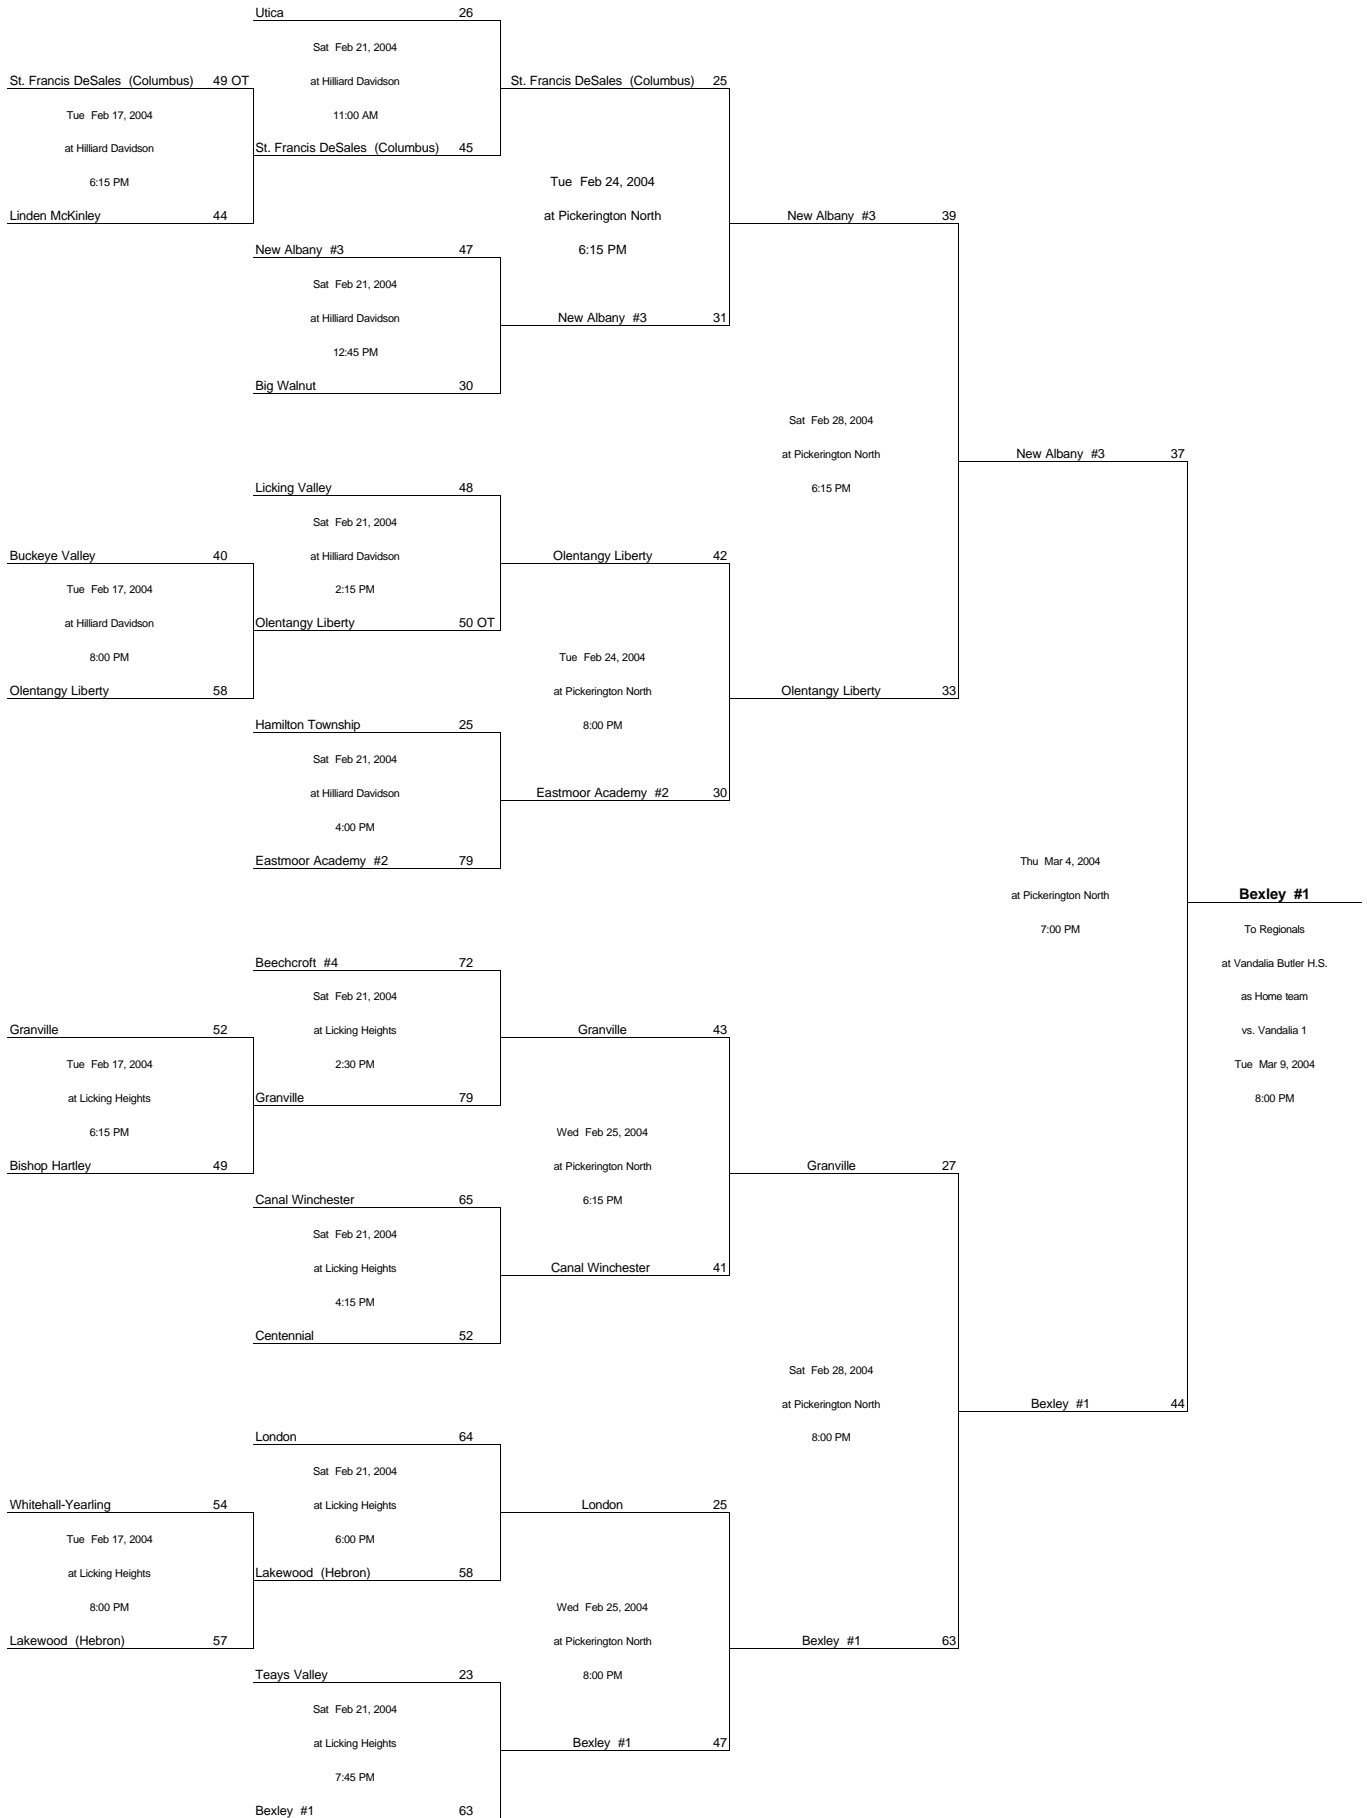 Utica 26
Sat Feb 21, 2004
St. Francis DeSales (Columbus) 49 OT
at Hilliard Davidson
St. Francis DeSales (Columbus) 25
Tue Feb 17, 2004
11:00 AM
at Hilliard Davidson
St. Francis DeSales (Columbus) 45
6:15 PM
Tue Feb 24, 2004
Linden McKinley 44
at Pickerington North
New Albany #3 39
New Albany #3 47
6:15 PM
Sat Feb 21, 2004
at Hilliard Davidson
New Albany #3 31
12:45 PM
Big Walnut 30
Sat Feb 28, 2004
at Pickerington North
New Albany #3 37
Licking Valley 48
6:15 PM
Sat Feb 21, 2004
Buckeye Valley 40
at Hilliard Davidson
Olentangy Liberty 42
Tue Feb 17, 2004
2:15 PM
at Hilliard Davidson
Olentangy Liberty 50 OT
8:00 PM
Tue Feb 24, 2004
Olentangy Liberty 58
at Pickerington North
Olentangy Liberty 33
Hamilton Township 25
8:00 PM
Sat Feb 21, 2004
at Hilliard Davidson
Eastmoor Academy #2 30
4:00 PM
Eastmoor Academy #2 79
Thu Mar 4, 2004
at Pickerington North
Bexley #1
7:00 PM
To Regionals
Beechcroft #4 72
at Vandalia Butler H.S.
Sat Feb 21, 2004
as Home team
Granville 52
at Licking Heights
Granville 43
vs. Vandalia 1
Tue Feb 17, 2004
2:30 PM
Tue Mar 9, 2004
at Licking Heights
Granville 79
8:00 PM
6:15 PM
Wed Feb 25, 2004
Bishop Hartley 49
at Pickerington North
Granville 27
Canal Winchester 65
6:15 PM
Sat Feb 21, 2004
at Licking Heights
Canal Winchester 41
4:15 PM
Centennial 52
Sat Feb 28, 2004
at Pickerington North
Bexley #1 44
London 64
8:00 PM
Sat Feb 21, 2004
Whitehall-Yearling 54
at Licking Heights
London 25
Tue Feb 17, 2004
6:00 PM
at Licking Heights
Lakewood (Hebron) 58
8:00 PM
Wed Feb 25, 2004
Lakewood (Hebron) 57
at Pickerington North
Bexley #1 63
Teays Valley 23
8:00 PM
Sat Feb 21, 2004
at Licking Heights
Bexley #1 47
7:45 PM
Bexley #1 63